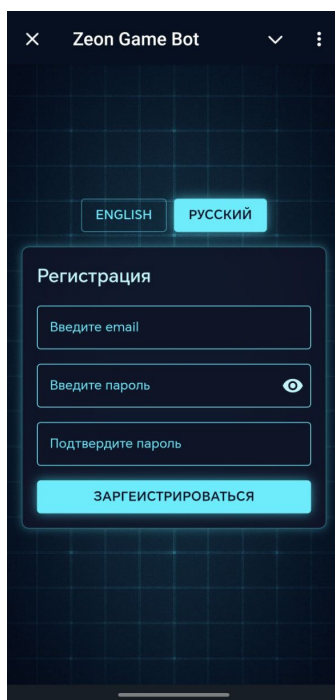 Zeon Game Bot
ENGLISH
РУССКИЙ
Регистрация
Введите email
Введите пароль
Подтвердите пароль
ЗАРГЕИСТРИРОВАТЬСЯ